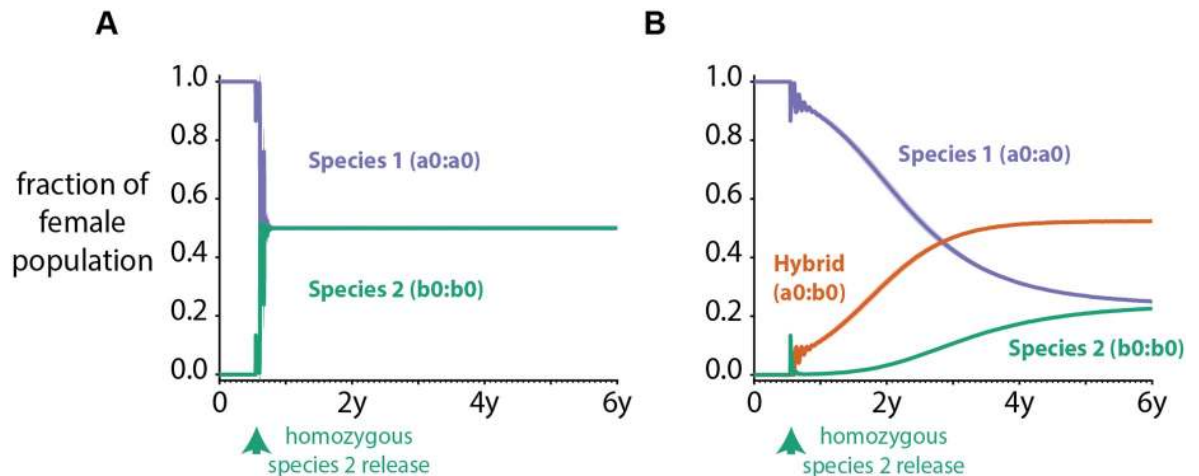 A
1.0
0.8
0.6
0.4
0.2
0.0
fraction of
female
population
Species 1 (a0:a0)
Species 2 (b0:b0)
0 2y 4y 6y
homozygous
species 2 release
B
1.0
0.8
0.6
0.4
0.2
0.0
Species 1 (a0:a0)
Hybrid
(a0:b0)
Species 2 (b0:b0)
0 2y 4y 6y
homozygous
species 2 release